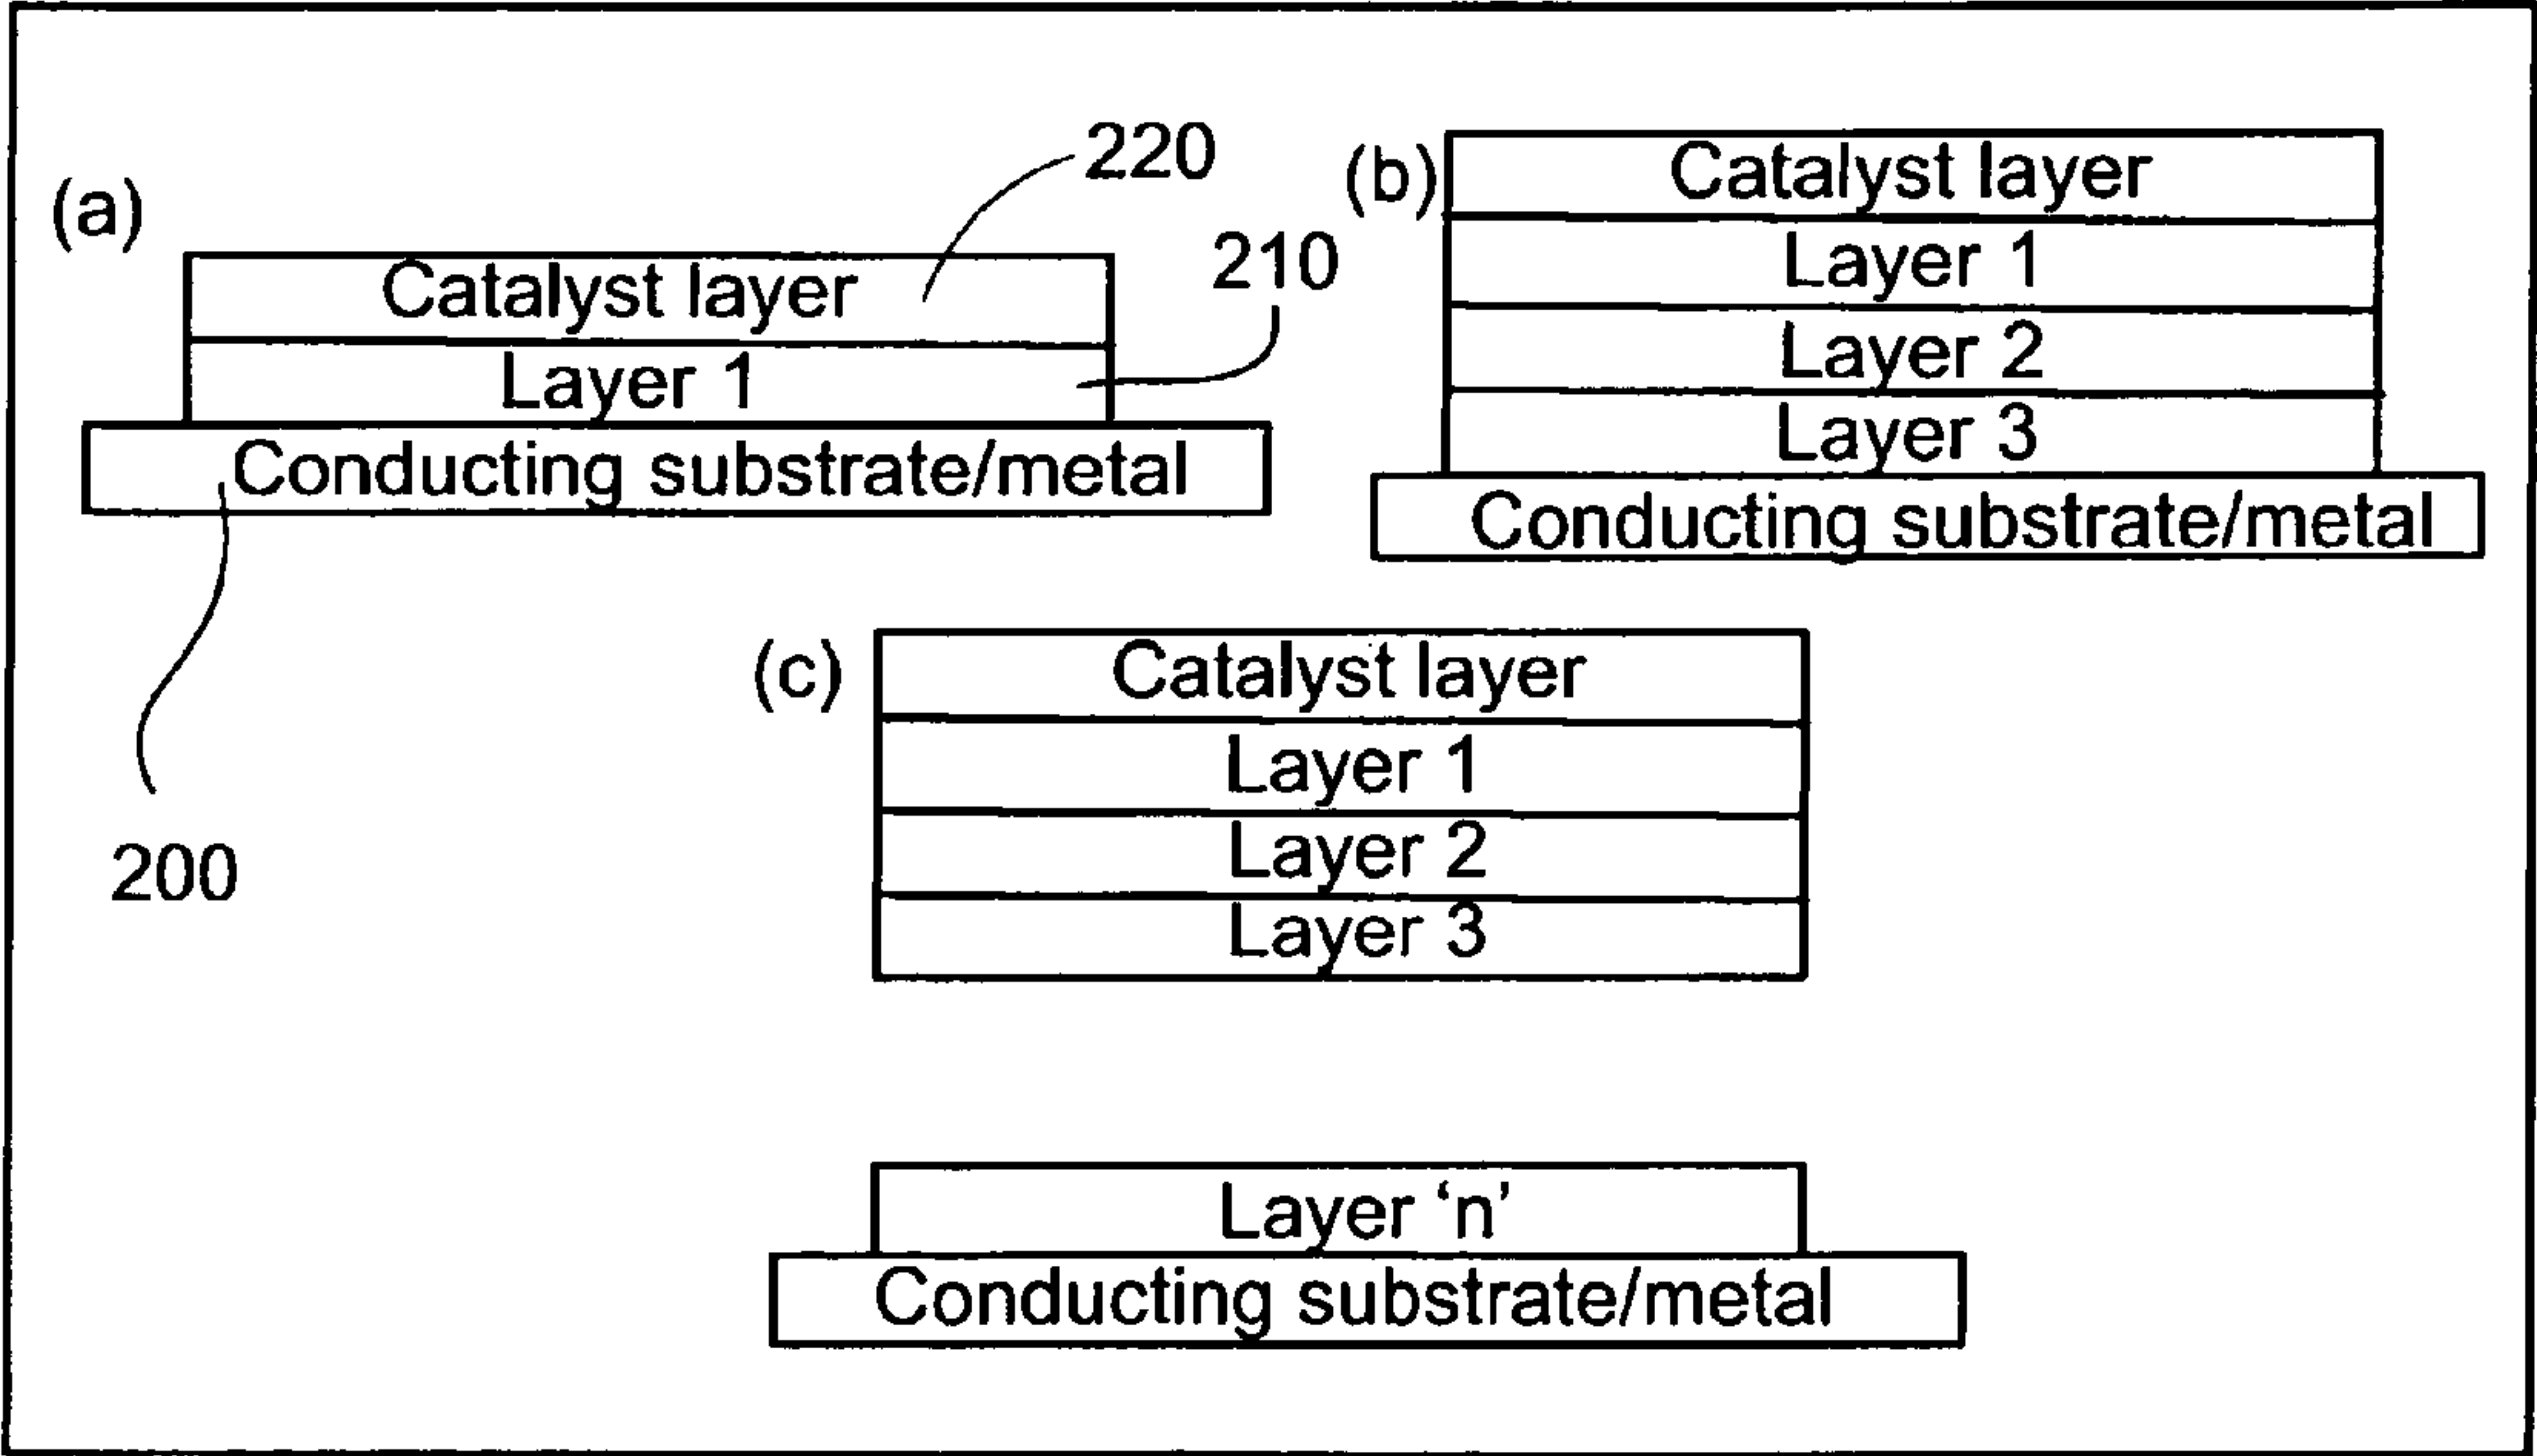 (a)
220
Catalyst layer
210
Layer 1
Conducting substrate/metal
200
(b)
Catalyst layer
Layer 1
Layer 2
Layer 3
Conducting substrate/metal
(c)
Catalyst layer
Layer 1
Layer 2
Layer 3
Layer ‘n’
Conducting substrate/metal